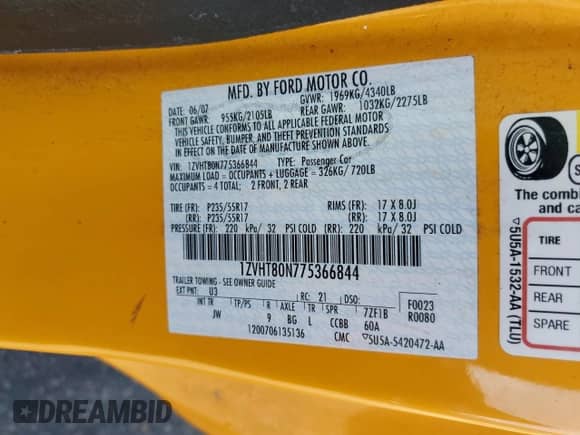 MFD. BY FORD MOTOR CO.
DATE: 06/07 GVWR: 1969KG/4340LB
FRONT GAWR: 955KG/2105LB REAR GAWR: 1032KG/2275LB
THIS VEHICLE CONFORMS TO ALL APPLICABLE FEDERAL MOTOR
VEHICLE SAFETY, BUMPER, AND THEFT PREVENTION STANDARDS
IN EFFECT ON THE DATE OF MANUFACTURE SHOWN ABOVE.
VIN: 1ZVHT80N775366844 TYPE: Passenger Car
MAXIMUM LOAD = OCCUPANTS + LUGGAGE = 326KG/ 720LB
OCCUPANTS = 4 TOTAL: 2 FRONT, 2 REAR
TIRE (FR): P235/55R17 RIMS (FR): 17 X 8.0J
(RR): P235/55R17 (RR): 17 X 8.0J
PRESSURE (FR): 220 kPa/ 32 PSI COLD (RR): 220 kPa/ 32 PSI COLD
1ZVHT80N775366844
TRAILER TOWING - SEE OWNER GUIDE
EXT PNT: U3 RC: 21 DSO: F0023
INT TR TP/PS R AXLE TR SPR 7ZF1B R0080
JW 9 BG L CCBB 60A
1200706135136 CMC ▽5U5A-5420472-AA
▽5U5A-1532-AA (TLU)
S
The combi
and ca
TIRE
FRONT
REAR
SPARE
DREAMBID